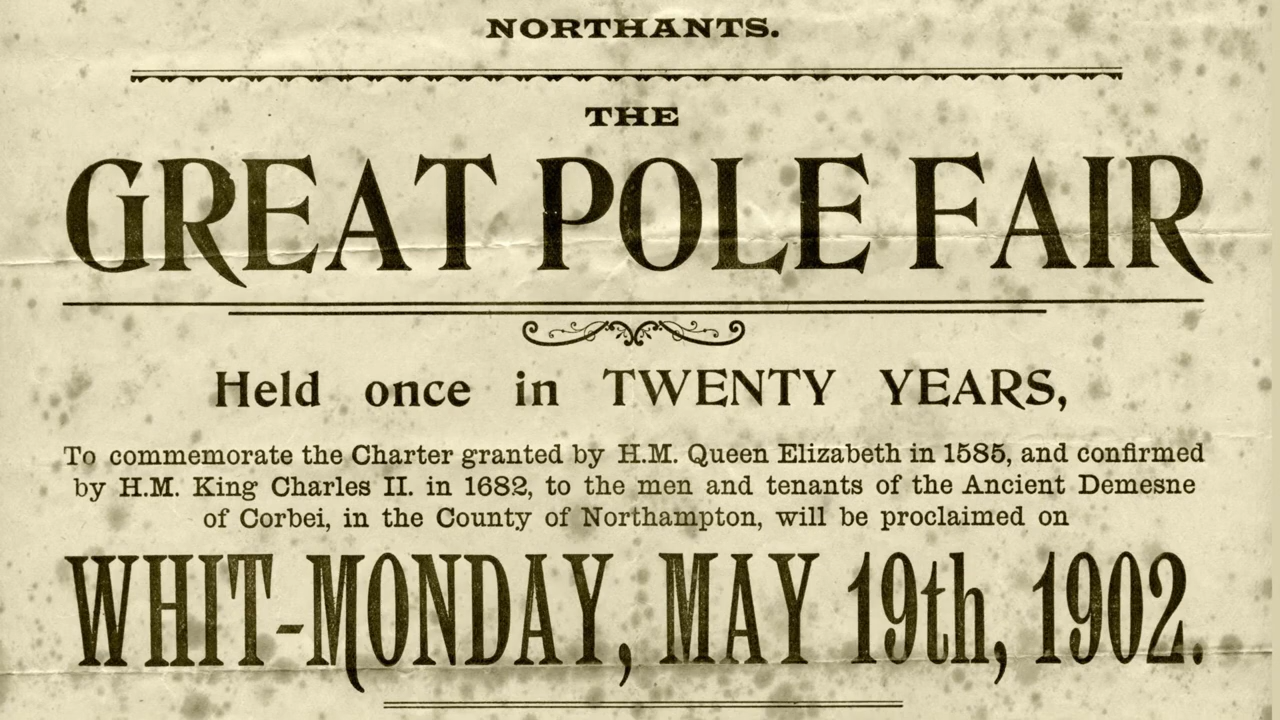 NORTHANTS.
THE
GREAT POLE FAIR
Held once in TWENTY YEARS,
To commemorate the Charter granted by H.M. Queen Elizabeth in 1585, and confirmed
by H.M. King Charles II. in 1682, to the men and tenants of the Ancient Demesne
of Corbei, in the County of Northampton, will be proclaimed on
WHIT-MONDAY, MAY 19th, 1902.